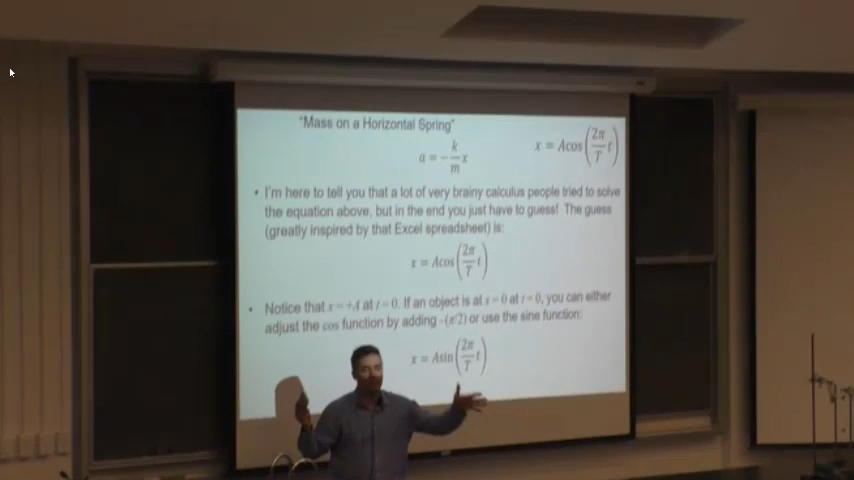 "Mass on a Horizontal Spring"
a = -k/m x
x = Acos(2π/T t)
• I'm here to tell you that a lot of very brainy calculus people tried to solve
the equation above, but in the end you just have to guess! The guess
(greatly inspired by that Excel spreadsheet) is:
x = Acos(2π/T t)
• Notice that x = +A at t = 0. If an object is at x = 0 at t = 0, you can either
adjust the cos function by adding -(π/2) or use the sine function:
x = Asin(2π/T t)